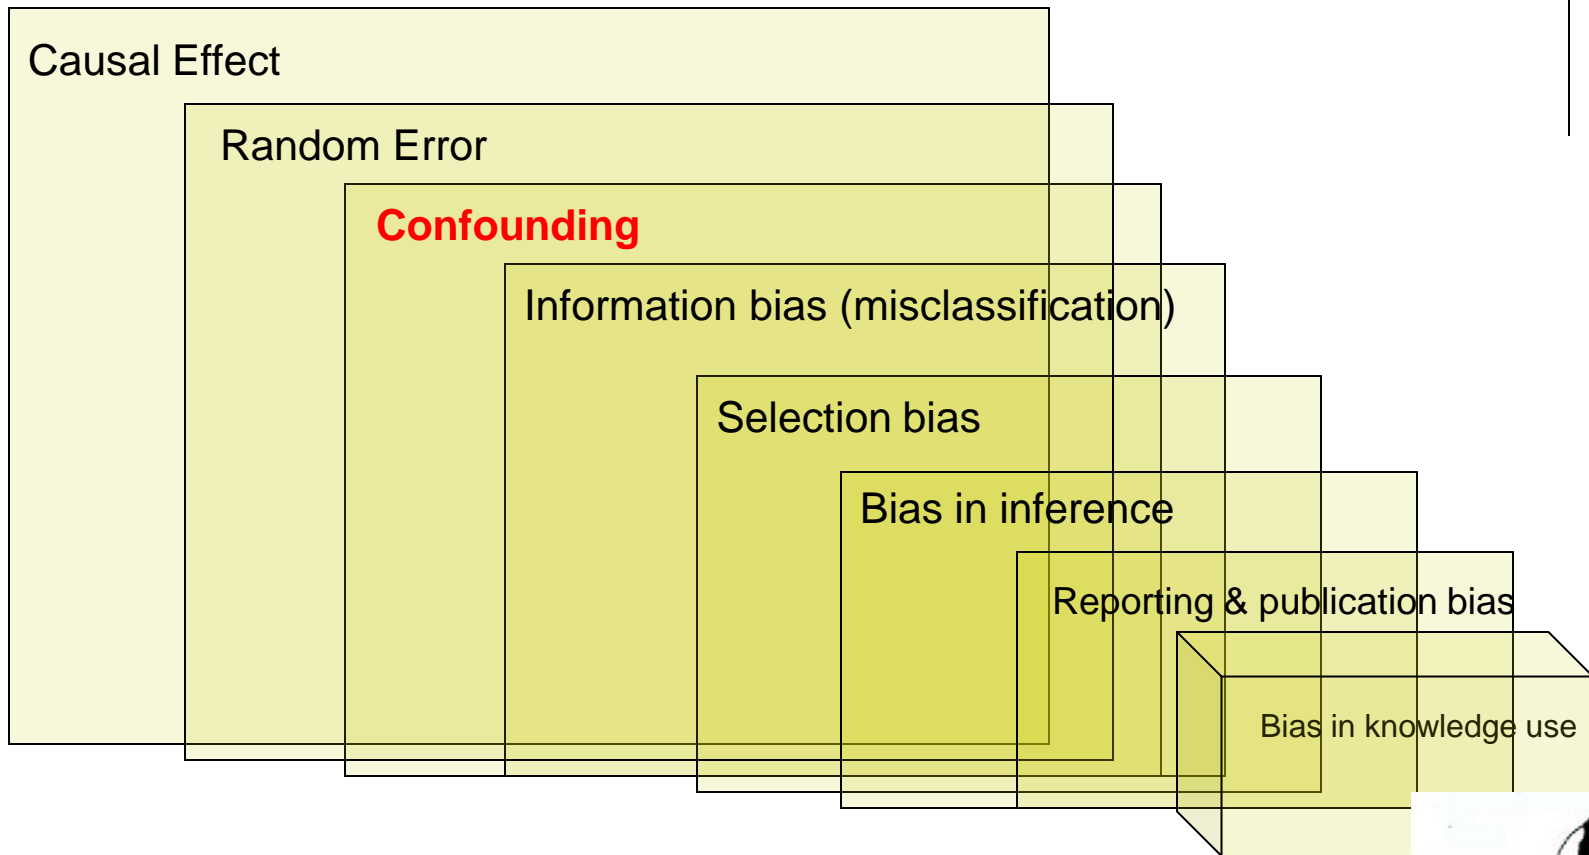 Causal Effect
Random Error
Confounding
Information bias (misclassification)
Selection bias
Bias in inference
Reporting & publication bias
Bias in knowledge use